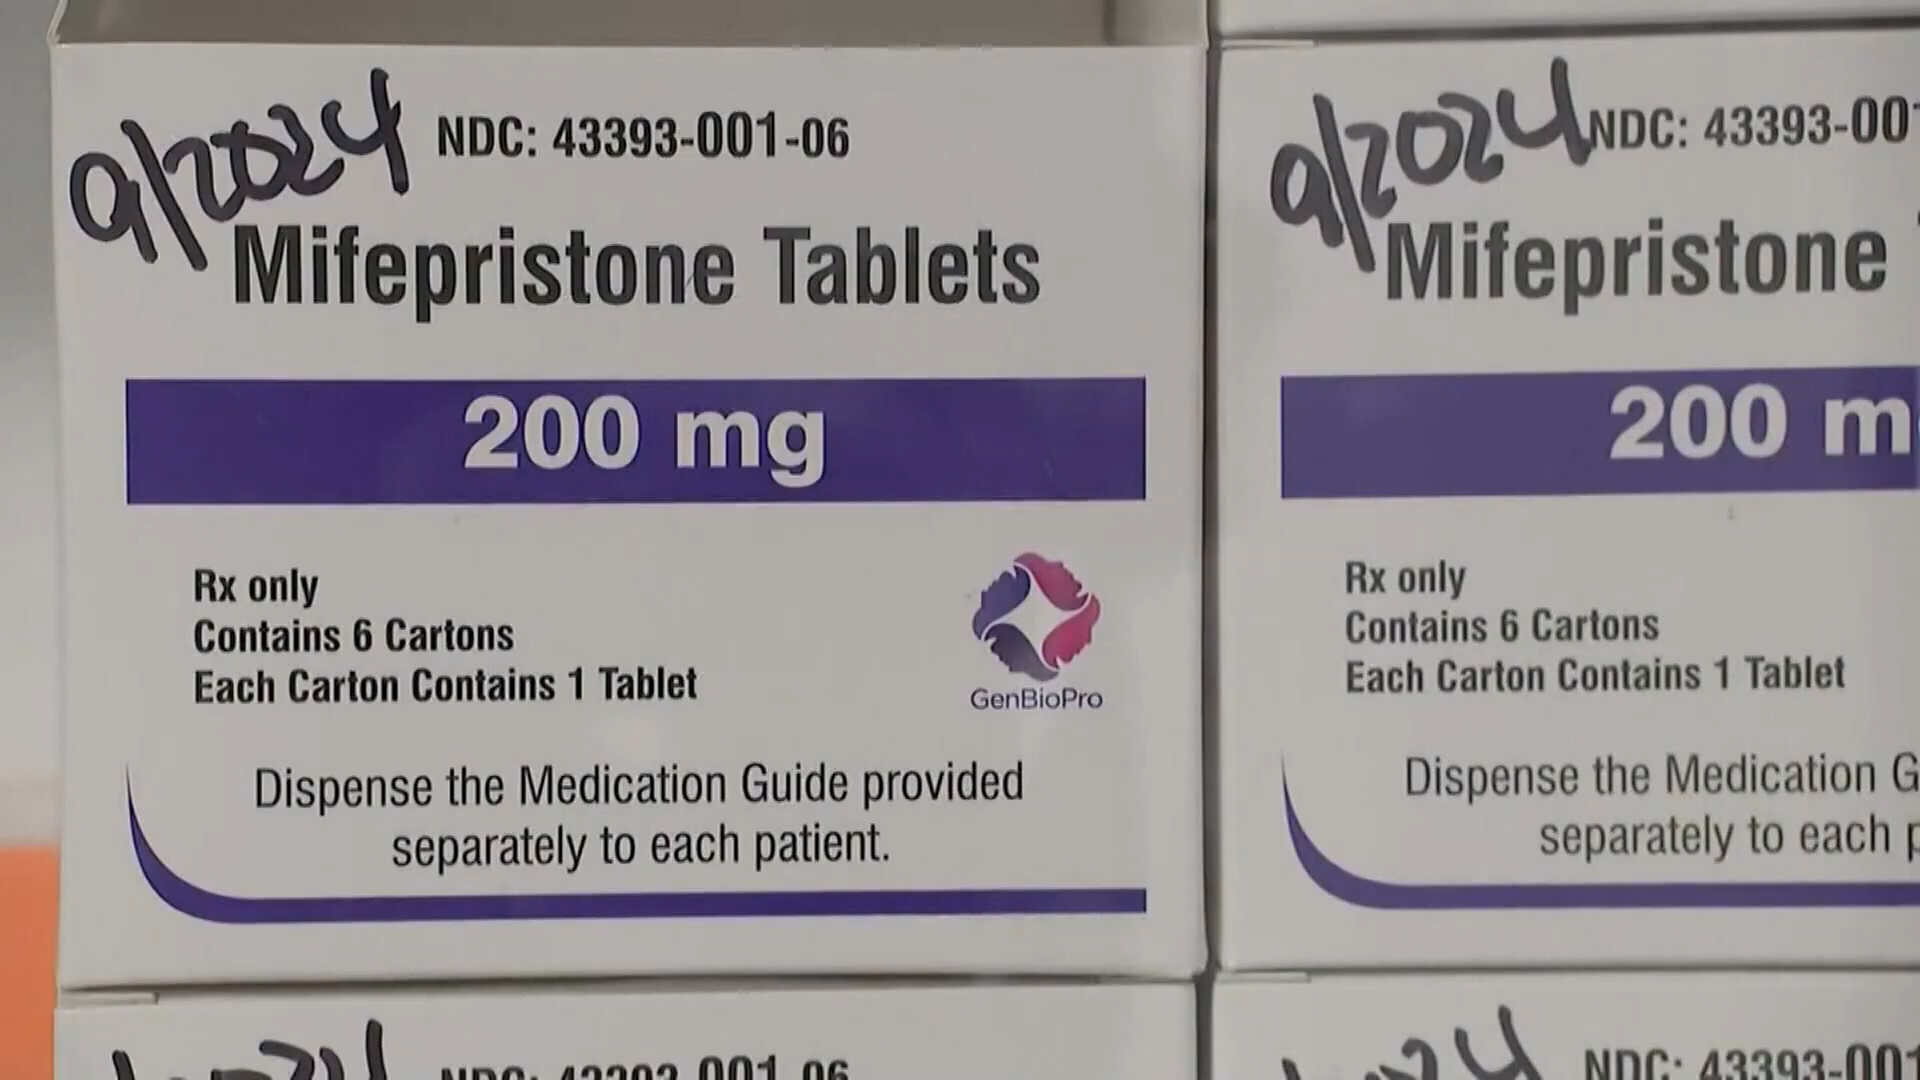 9/2024 NDC: 43393-001-06
Mifepristone Tablets
200 mg
Rx only
Contains 6 Cartons
Each Carton Contains 1 Tablet
GenBioPro
Dispense the Medication Guide provided
separately to each patient.
9/2024 NDC: 43393-001
Mifepristone
200 m
Rx only
Contains 6 Cartons
Each Carton Contains 1 Tablet
Dispense the Medication G
separately to each p
NDC: 43393-001-06
NDC: 43393-001